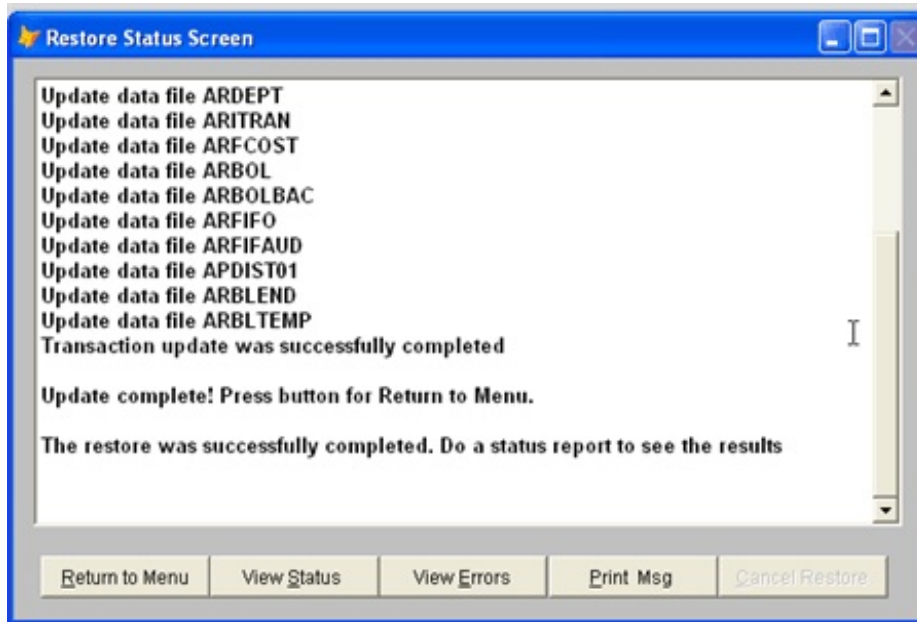 Restore Status Screen
Update data file ARDEPT
Update data file ARITRAN
Update data file ARFCOST
Update data file ARBOL
Update data file ARBOLBAC
Update data file ARFIFO
Update data file ARFIFAUD
Update data file APDIST01
Update data file ARBLEND
Update data file ARBLTEMP
Transaction update was successfully completed
Update complete! Press button for Return to Menu.
The restore was successfully completed. Do a status report to see the results
Return to Menu View Status View Errors Print Msg Cancel Restore